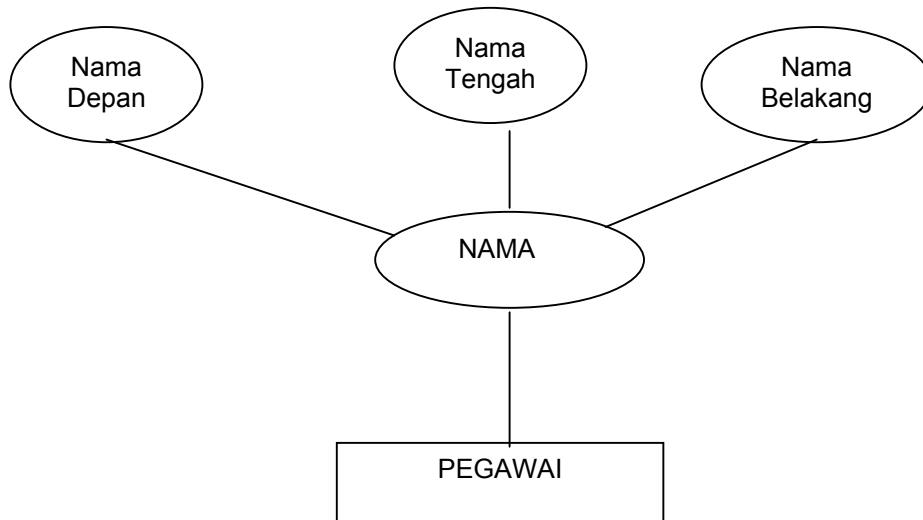 Nama
Depan
Nama
Tengah
Nama
Belakang
NAMA
PEGAWAI